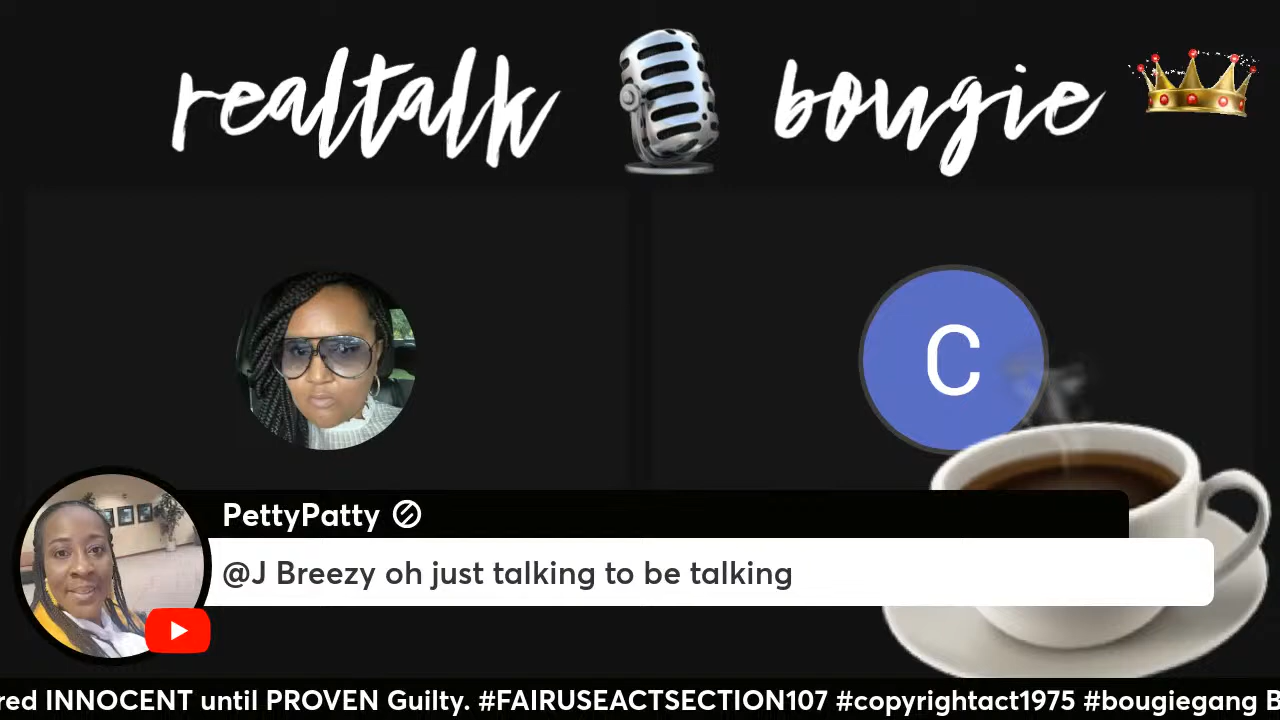 realtalk bougie
C
PettyPatty
@J Breezy oh just talking to be talking
red INNOCENT until PROVEN Guilty. #FAIRUSEACTSECTION107 #copyrightact1975 #bougiegang B